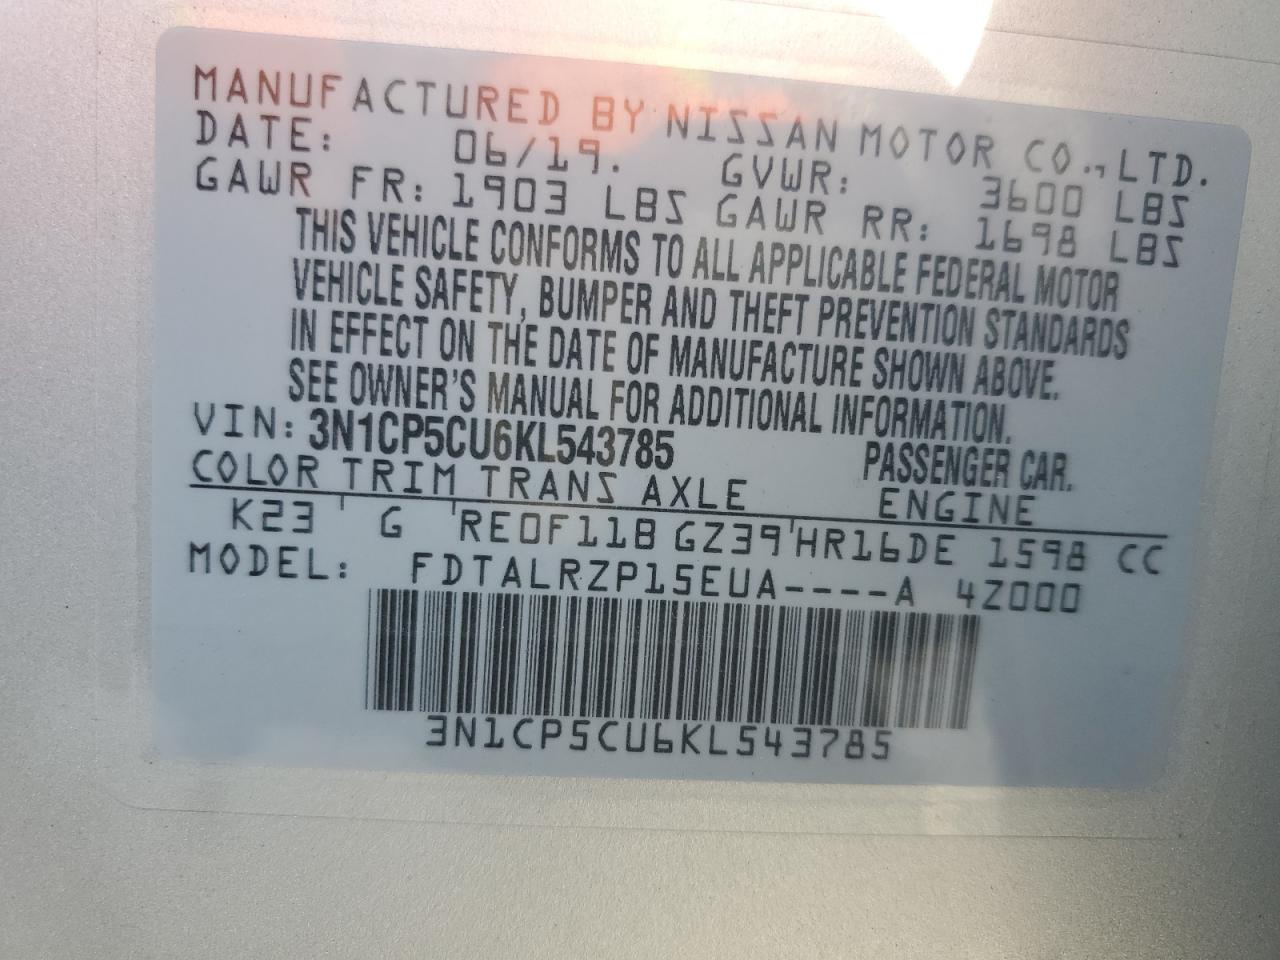 MANUFACTURED BY NISSAN MOTOR CO.,LTD.
DATE: 06/19. GVWR: 3600 LBS
GAWR FR: 1903 LBS GAWR RR: 1698 LBS
THIS VEHICLE CONFORMS TO ALL APPLICABLE FEDERAL MOTOR
VEHICLE SAFETY, BUMPER AND THEFT PREVENTION STANDARDS
IN EFFECT ON THE DATE OF MANUFACTURE SHOWN ABOVE.
SEE OWNER'S MANUAL FOR ADDITIONAL INFORMATION.
VIN: 3N1CP5CU6KL543785 PASSENGER CAR.
COLOR TRIM TRANS AXLE ENGINE
K23 ' G 'RE0F11B GZ39'HR16DE 1598 CC
MODEL: FDTALRZP15EUA----A 4Z000
3N1CP5CU6KL543785